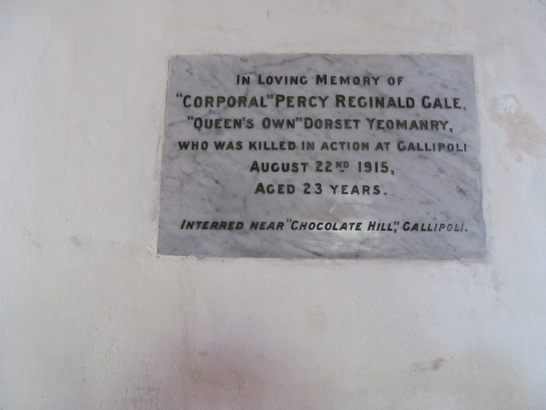 In Loving Memory of
"Corporal" Percy Reginald Gale,
"Queen's Own" Dorset Yeomanry,
who was killed in action at Gallipoli
August 22nd 1915,
Aged 23 years.
Interred near "Chocolate Hill," Gallipoli.